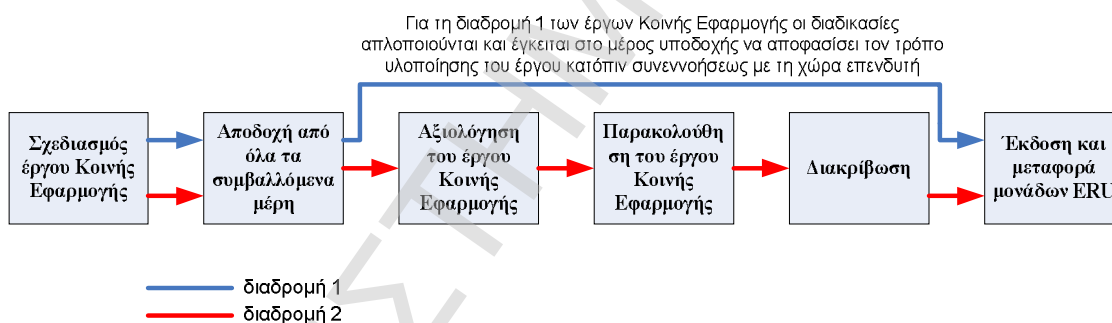 Για τη διαδρομή 1 των έργων Κοινής Εφαρμογής οι διαδικασίες
απλοποιούνται και έγκειται στο μέρος υποδοχής να αποφασίσει τον τρόπο
υλοποίησης του έργου κατόπιν συνεννοήσεως με τη χώρα επενδυτή
Σχεδιασμός
έργου Κοινής
Εφαρμογής
Αποδοχή από
όλα τα
συμβαλλόμενα
μέρη
Αξιολόγηση
του έργου
Κοινής
Εφαρμογής
Παρακολούθη
ση του έργου
Κοινής
Εφαρμογής
Διακρίβωση
Έκδοση και
μεταφορά
μονάδων ERU
διαδρομή 1
διαδρομή 2